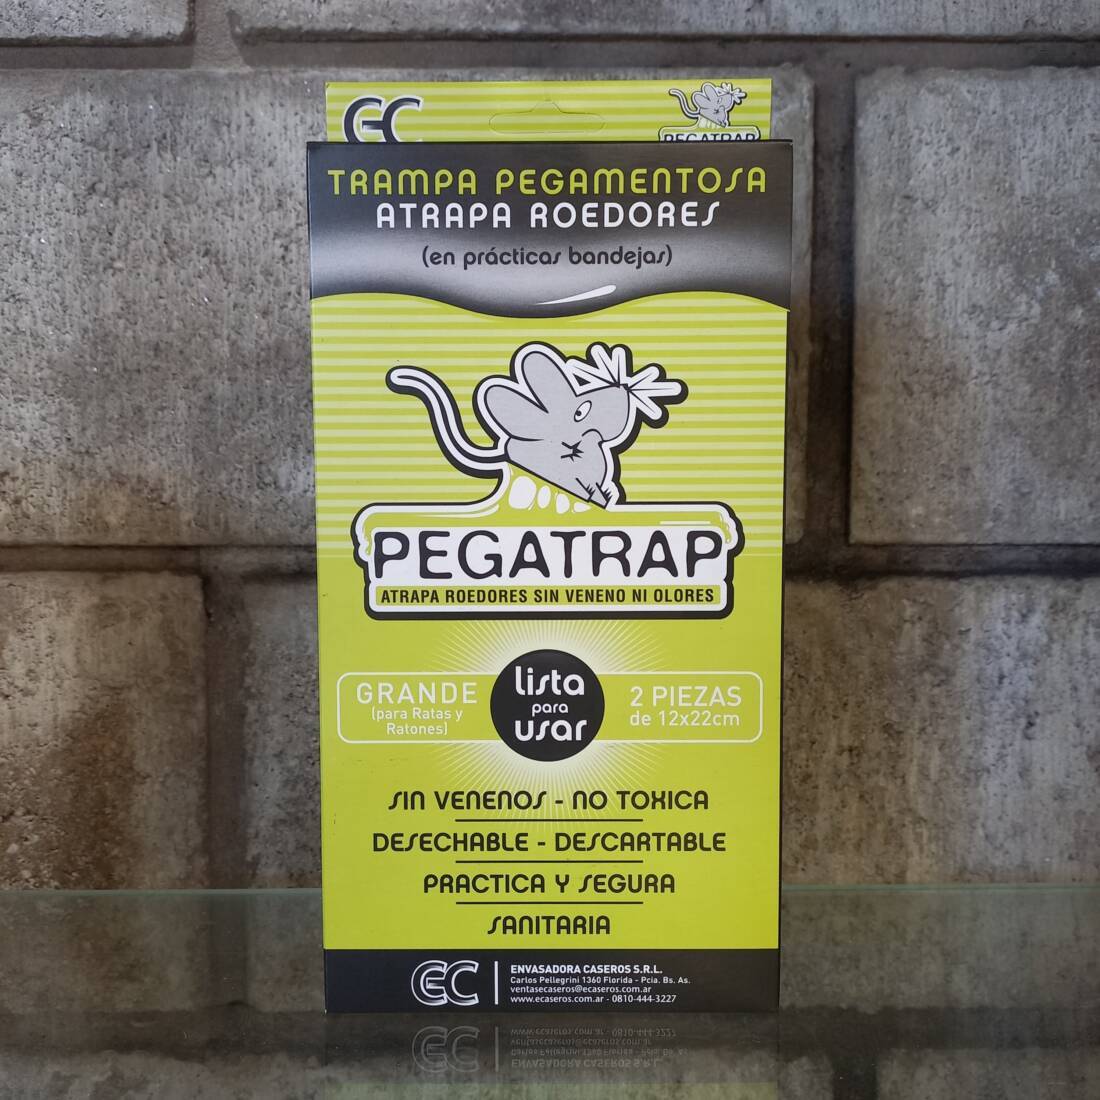 EC
PEGATRAP
TRAMPA PEGAMENTOSA
ATRAPA ROEDORES
(en prácticas bandejas)
PEGATRAP
ATRAPA ROEDORES SIN VENENO NI OLORES
GRANDE
(para Ratas y
Ratones)
lista
para
usar
2 PIEZAS
de 12x22cm
SIN VENENOS - NO TOXICA
DESECHABLE - DESCARTABLE
PRACTICA Y SEGURA
SANITARIA
EC
ENVASADORA CASEROS S.R.L.
Carlos Pellegrini 1360 Florida - Pcia. Bs. As.
ventasecaseros@ecaseros.com.ar
www.ecaseros.com.ar - 0810-444-3227